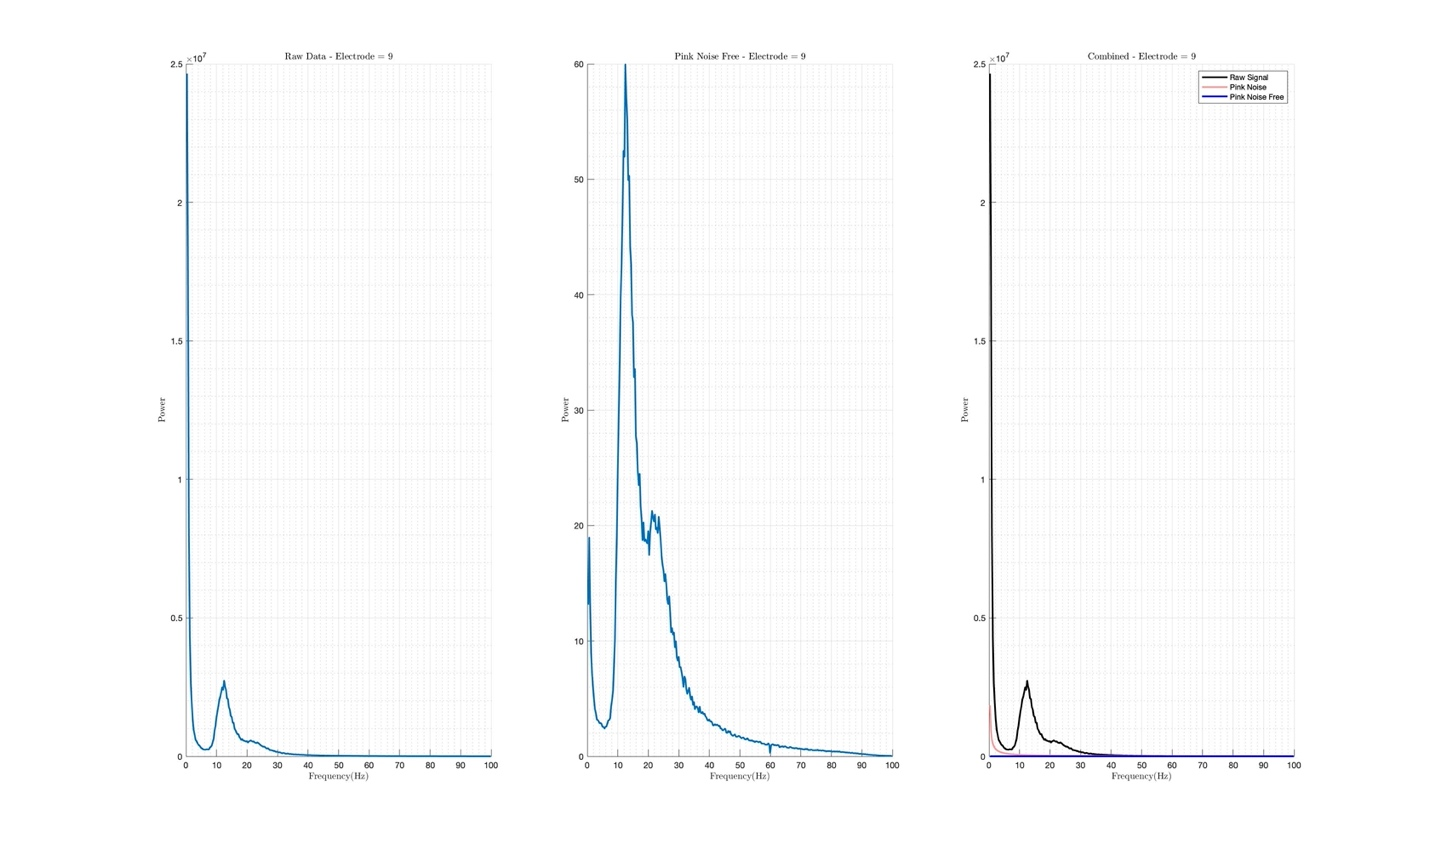 Raw Data - Electrode = 9
×10⁷
2.5
2
1.5
1
0.5
0
Power
0 10 20 30 40 50 60 70 80 90 100
Frequency(Hz)
Pink Noise Free - Electrode = 9
60
50
40
30
20
10
0
Power
0 10 20 30 40 50 60 70 80 90 100
Frequency(Hz)
Combined - Electrode = 9
×10⁷
2.5
2
1.5
1
0.5
0
Power
Raw Signal
Pink Noise
Pink Noise Free
0 10 20 30 40 50 60 70 80 90 100
Frequency(Hz)